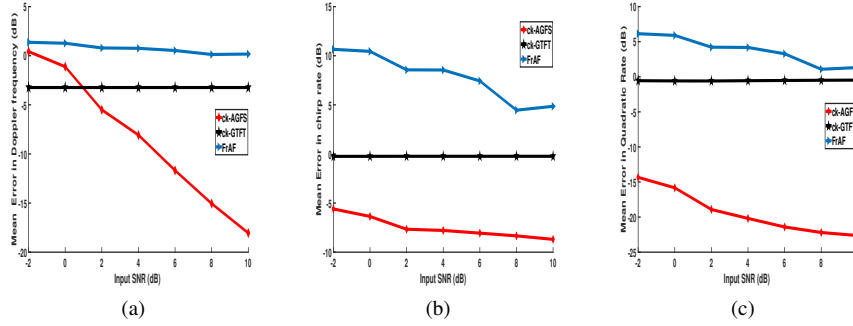 Mean Error in Doppler frequency (dB)
5
0
-5
-10
-15
-20
-2 0 2 4 6 8 10
Input SNR (dB)
ck-AGFS
ck-GTFT
FrAF
(a)
Mean Error in chirp rate (dB)
15
10
5
0
-5
-10
-2 0 2 4 6 8 10
Input SNR (dB)
ck-AGFS
ck-GTFT
FrAF
(b)
Mean Error in Quadratic Rate (dB)
10
5
0
-5
-10
-15
-20
-25
-2 0 2 4 6 8
Input SNR (dB)
ck-AGF
ck-GTF
FrAF
(c)